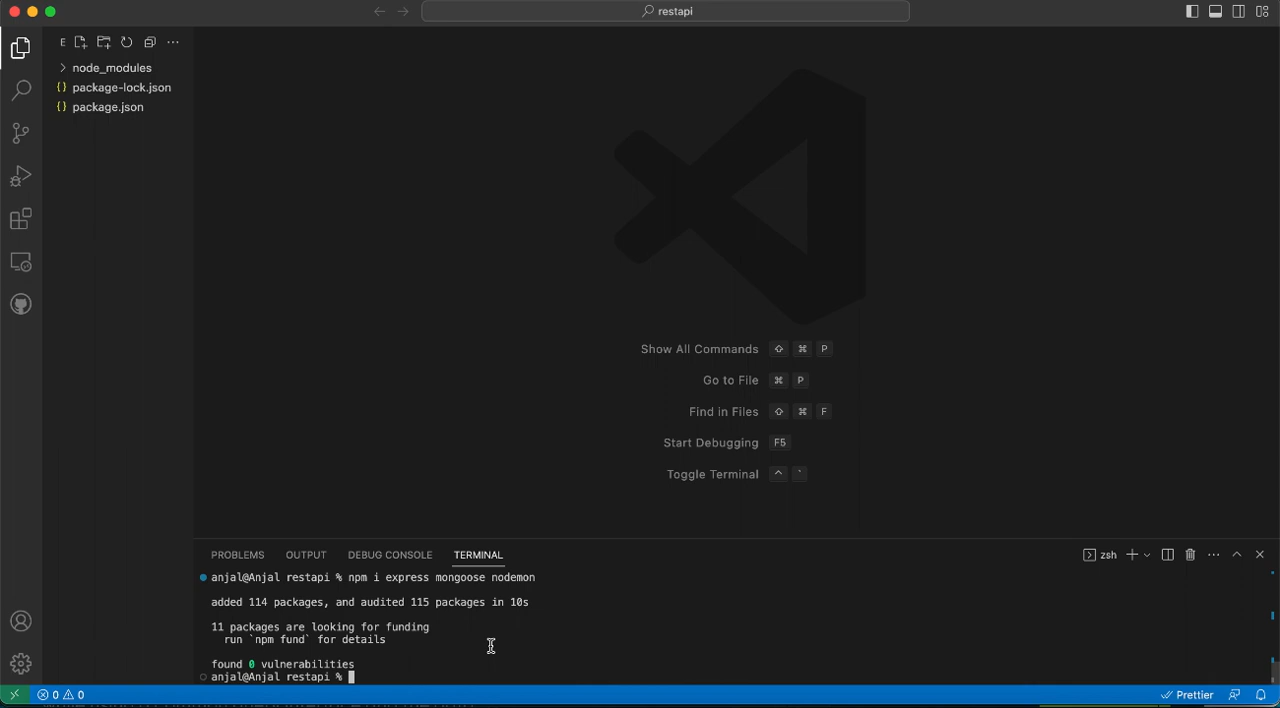 restapi
E
node_modules
{} package-lock.json
{} package.json
Show All Commands ⇧ ⌘ P
Go to File ⌘ P
Find in Files ⇧ ⌘ F
Start Debugging F5
Toggle Terminal ^ `
PROBLEMS OUTPUT DEBUG CONSOLE TERMINAL
zsh
anjal@Anjal restapi % npm i express mongoose nodemon
added 114 packages, and audited 115 packages in 10s
11 packages are looking for funding
run `npm fund` for details
found 0 vulnerabilities
anjal@Anjal restapi %
0 0
Prettier